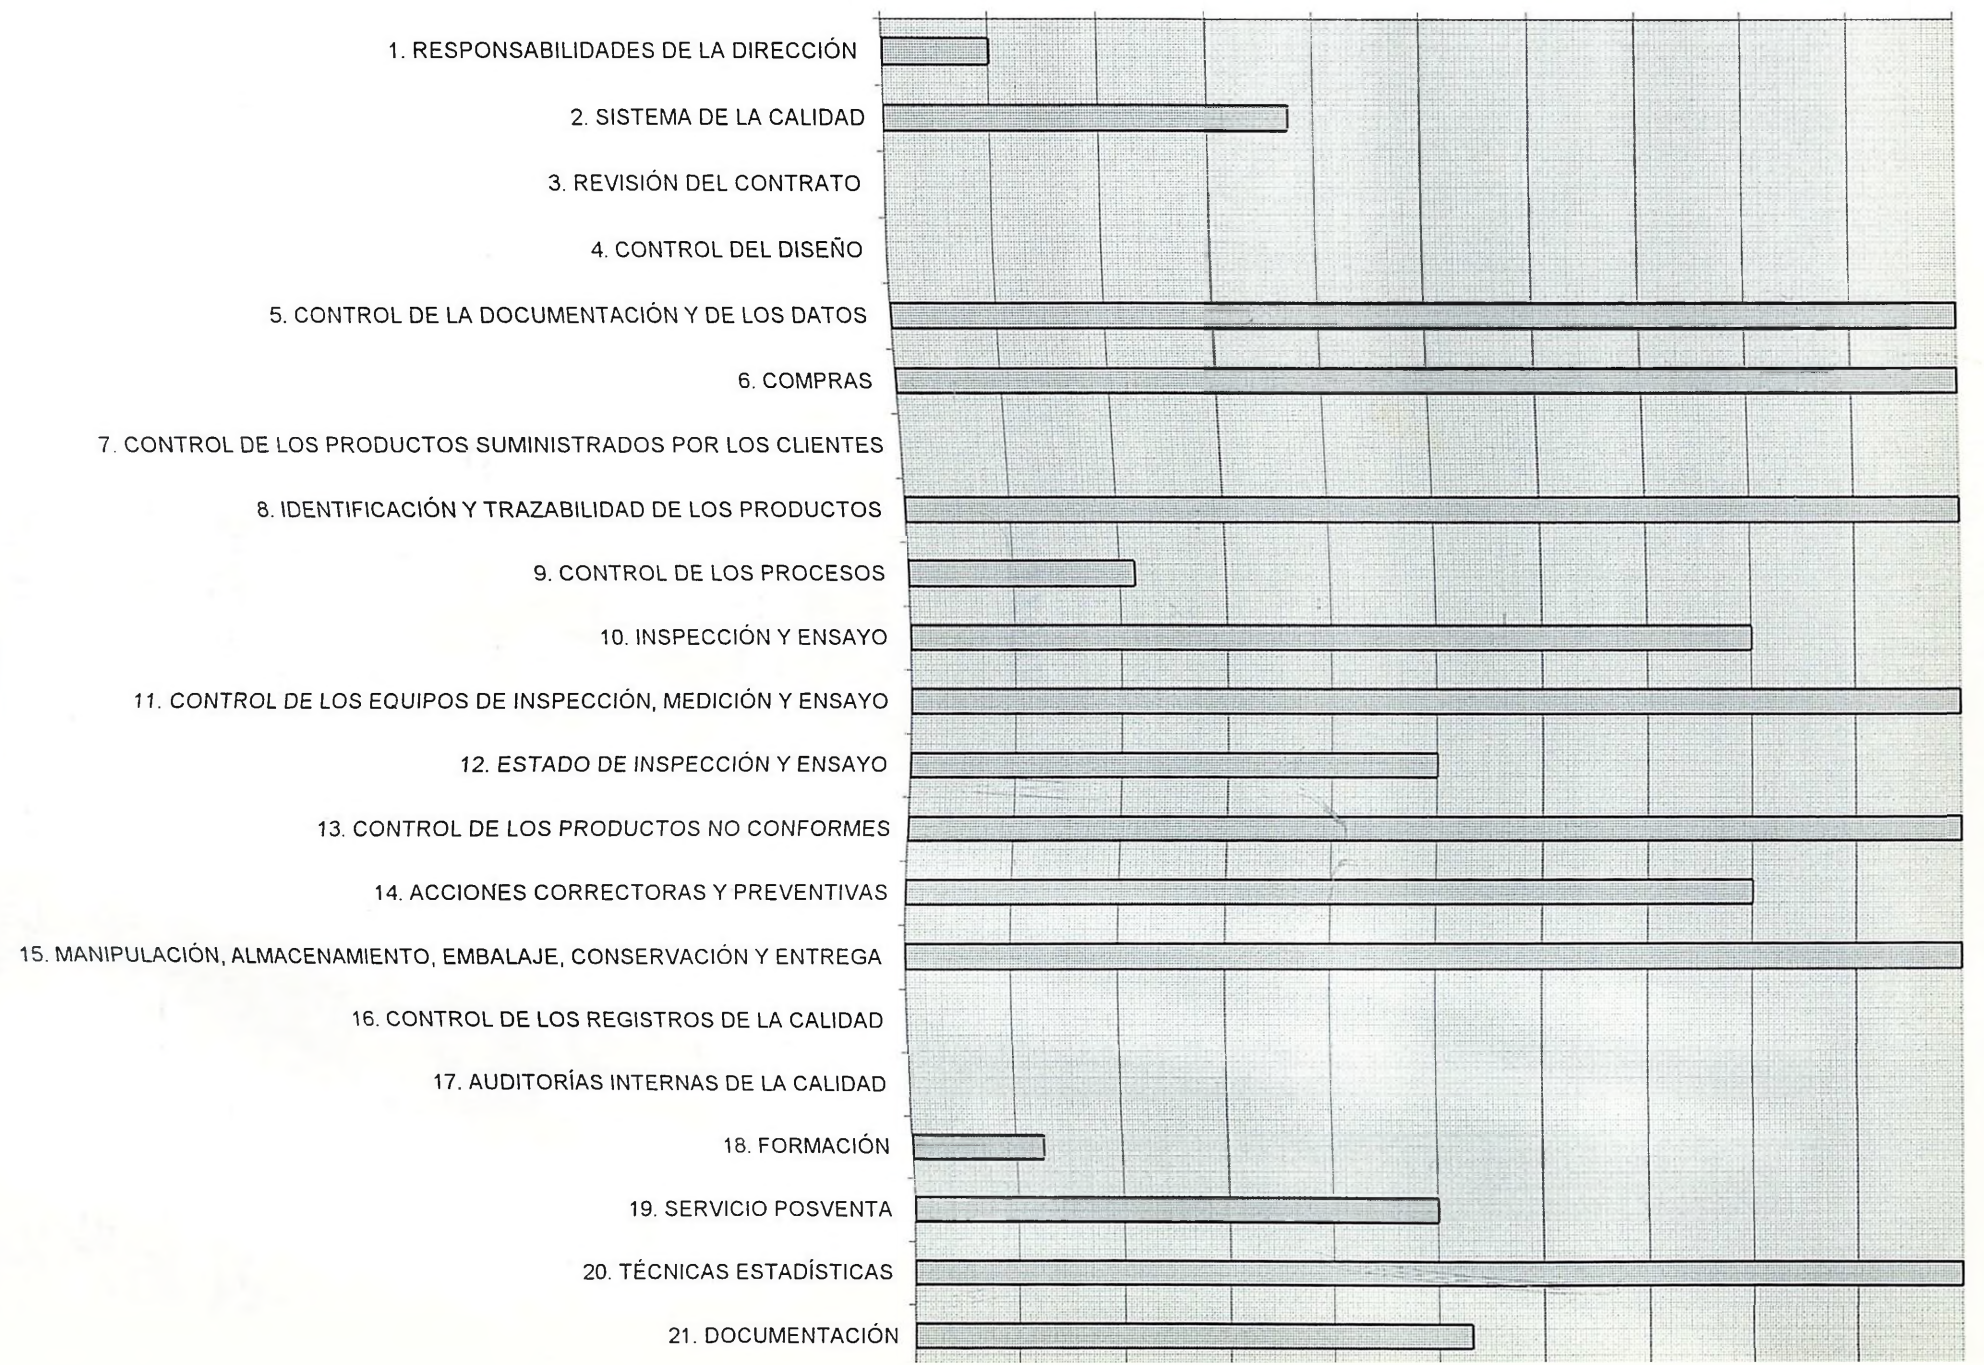 1. RESPONSABILIDADES DE LA DIRECCIÓN
2. SISTEMA DE LA CALIDAD
3. REVISIÓN DEL CONTRATO
4. CONTROL DEL DISEÑO
5. CONTROL DE LA DOCUMENTACIÓN Y DE LOS DATOS
6. COMPRAS
7. CONTROL DE LOS PRODUCTOS SUMINISTRADOS POR LOS CLIENTES
8. IDENTIFICACIÓN Y TRAZABILIDAD DE LOS PRODUCTOS
9. CONTROL DE LOS PROCESOS
10. INSPECCIÓN Y ENSAYO
11. CONTROL DE LOS EQUIPOS DE INSPECCIÓN, MEDICIÓN Y ENSAYO
12. ESTADO DE INSPECCIÓN Y ENSAYO
13. CONTROL DE LOS PRODUCTOS NO CONFORMES
14. ACCIONES CORRECTORAS Y PREVENTIVAS
15. MANIPULACIÓN, ALMACENAMIENTO, EMBALAJE, CONSERVACIÓN Y ENTREGA
16. CONTROL DE LOS REGISTROS DE LA CALIDAD
17. AUDITORÍAS INTERNAS DE LA CALIDAD
18. FORMACIÓN
19. SERVICIO POSVENTA
20. TÉCNICAS ESTADÍSTICAS
21. DOCUMENTACIÓN